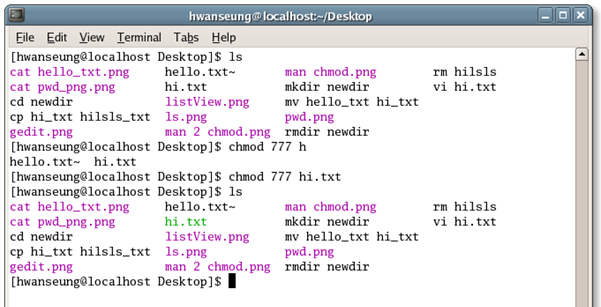 hwanseung@localhost:~/Desktop
File Edit View Terminal Tabs Help
[hwanseung@localhost Desktop]$ ls
cat hello_txt.png hello.txt~ man chmod.png rm hilsls
cat pwd_png.png hi.txt mkdir newdir vi hi.txt
cd newdir listView.png mv hello_txt hi_txt
cp hi_txt hilsls_txt ls.png pwd.png
gedit.png man 2 chmod.png rmdir newdir
[hwanseung@localhost Desktop]$ chmod 777 h
hello.txt~ hi.txt
[hwanseung@localhost Desktop]$ chmod 777 hi.txt
[hwanseung@localhost Desktop]$ ls
cat hello_txt.png hello.txt~ man chmod.png rm hilsls
cat pwd_png.png hi.txt mkdir newdir vi hi.txt
cd newdir listView.png mv hello_txt hi_txt
cp hi_txt hilsls_txt ls.png pwd.png
gedit.png man 2 chmod.png rmdir newdir
[hwanseung@localhost Desktop]$